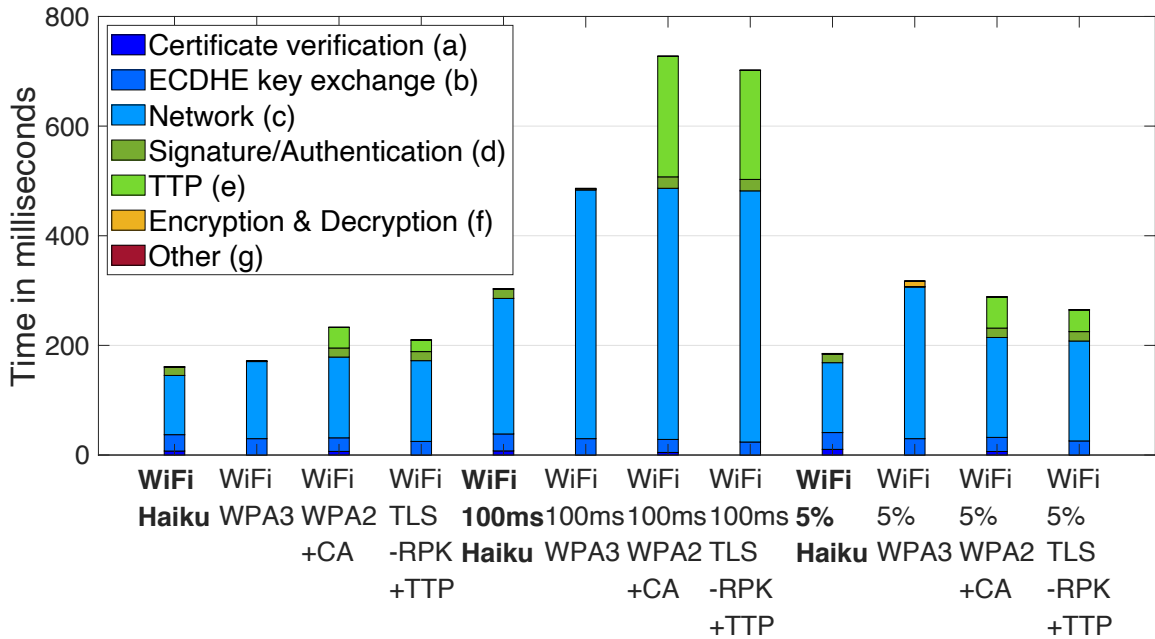 Time in milliseconds
800
600
400
200
0
Certificate verification (a)
ECDHE key exchange (b)
Network (c)
Signature/Authentication (d)
TTP (e)
Encryption & Decryption (f)
Other (g)
WiFi
Haiku
WiFi
WPA3
WiFi
WPA2
+CA
WiFi
TLS
-RPK
+TTP
WiFi
100ms
Haiku
WiFi
100ms
WPA3
WiFi
100ms
WPA2
+CA
WiFi
100ms
TLS
-RPK
+TTP
WiFi
5%
Haiku
WiFi
5%
WPA3
WiFi
5%
WPA2
+CA
WiFi
5%
TLS
-RPK
+TTP